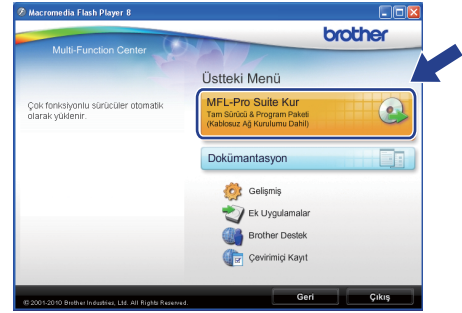 Macromedia Flash Player 8
brother
Multi-Function Center
Üstteki Menü
MFL-Pro Suite Kur
Tam Sürücü & Program Paketi
(Kablosuz Ağ Kurulumu Dahil)
Çok fonksiyonlu sürücüler otomatik
olarak yüklenir.
Dokümantasyon
Gelişmiş
Ek Uygulamalar
Brother Destek
Çevirimiçi Kayıt
© 2001-2010 Brother Industries, Ltd. All Rights Reserved.
Geri
Çıkış